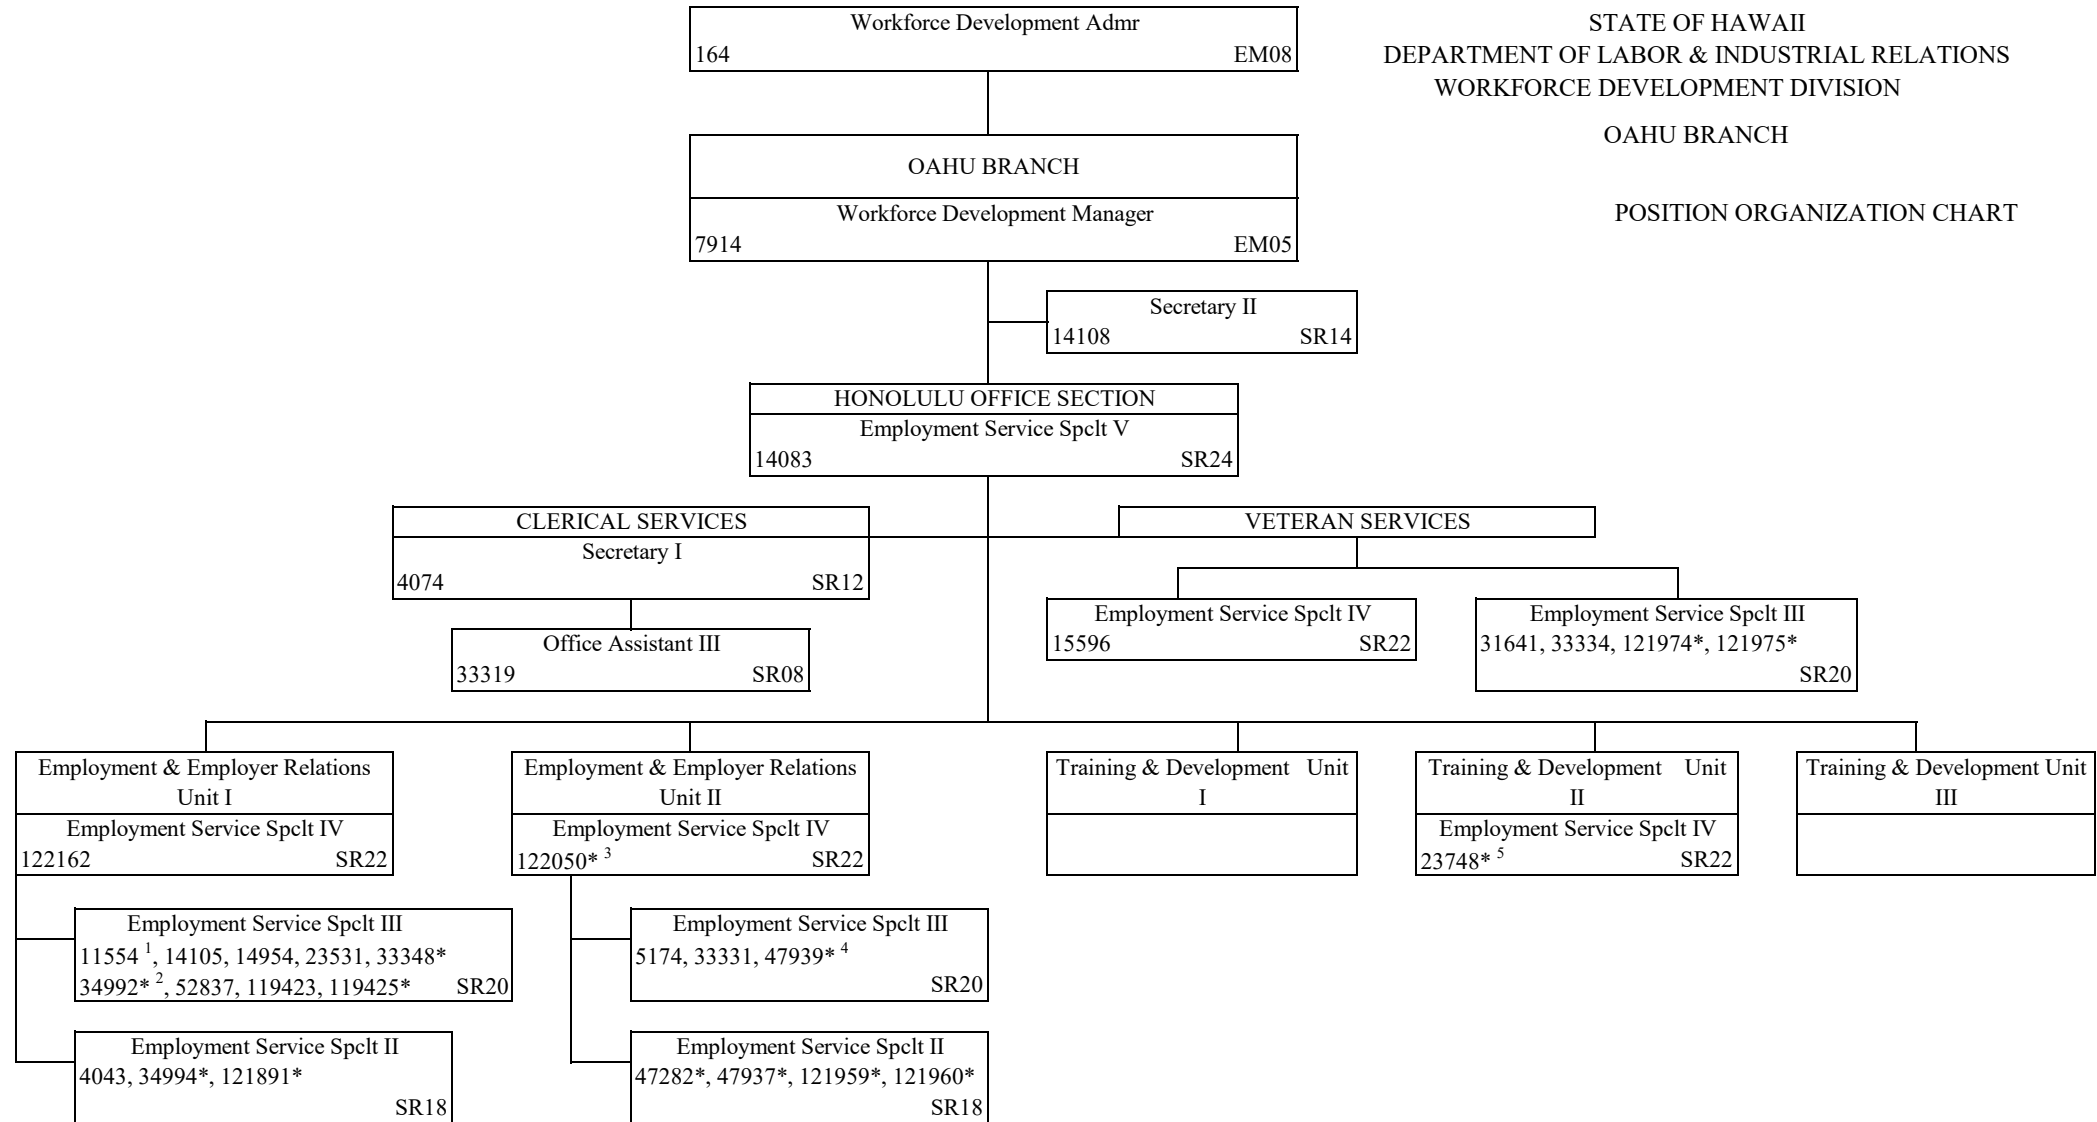 Workforce Development Admr
164 EM08
STATE OF HAWAII
DEPARTMENT OF LABOR & INDUSTRIAL RELATIONS
WORKFORCE DEVELOPMENT DIVISION
OAHU BRANCH
POSITION ORGANIZATION CHART
OAHU BRANCH
Workforce Development Manager
7914 EM05
Secretary II
14108 SR14
HONOLULU OFFICE SECTION
Employment Service Spclt V
14083 SR24
CLERICAL SERVICES
Secretary I
4074 SR12
Office Assistant III
33319 SR08
VETERAN SERVICES
Employment Service Spclt IV
15596 SR22
Employment Service Spclt III
31641, 33334, 121974*, 121975*
SR20
Employment & Employer Relations
Unit I
Employment Service Spclt IV
122162 SR22
Employment Service Spclt III
11554 1, 14105, 14954, 23531, 33348*
34992* 2, 52837, 119423, 119425* SR20
Employment Service Spclt II
4043, 34994*, 121891*
SR18
Employment & Employer Relations
Unit II
Employment Service Spclt IV
122050* 3 SR22
Employment Service Spclt III
5174, 33331, 47939* 4
SR20
Employment Service Spclt II
47282*, 47937*, 121959*, 121960*
SR18
Training & Development Unit
I
Training & Development Unit
II
Employment Service Spclt IV
23748* 5 SR22
Training & Development Unit
III